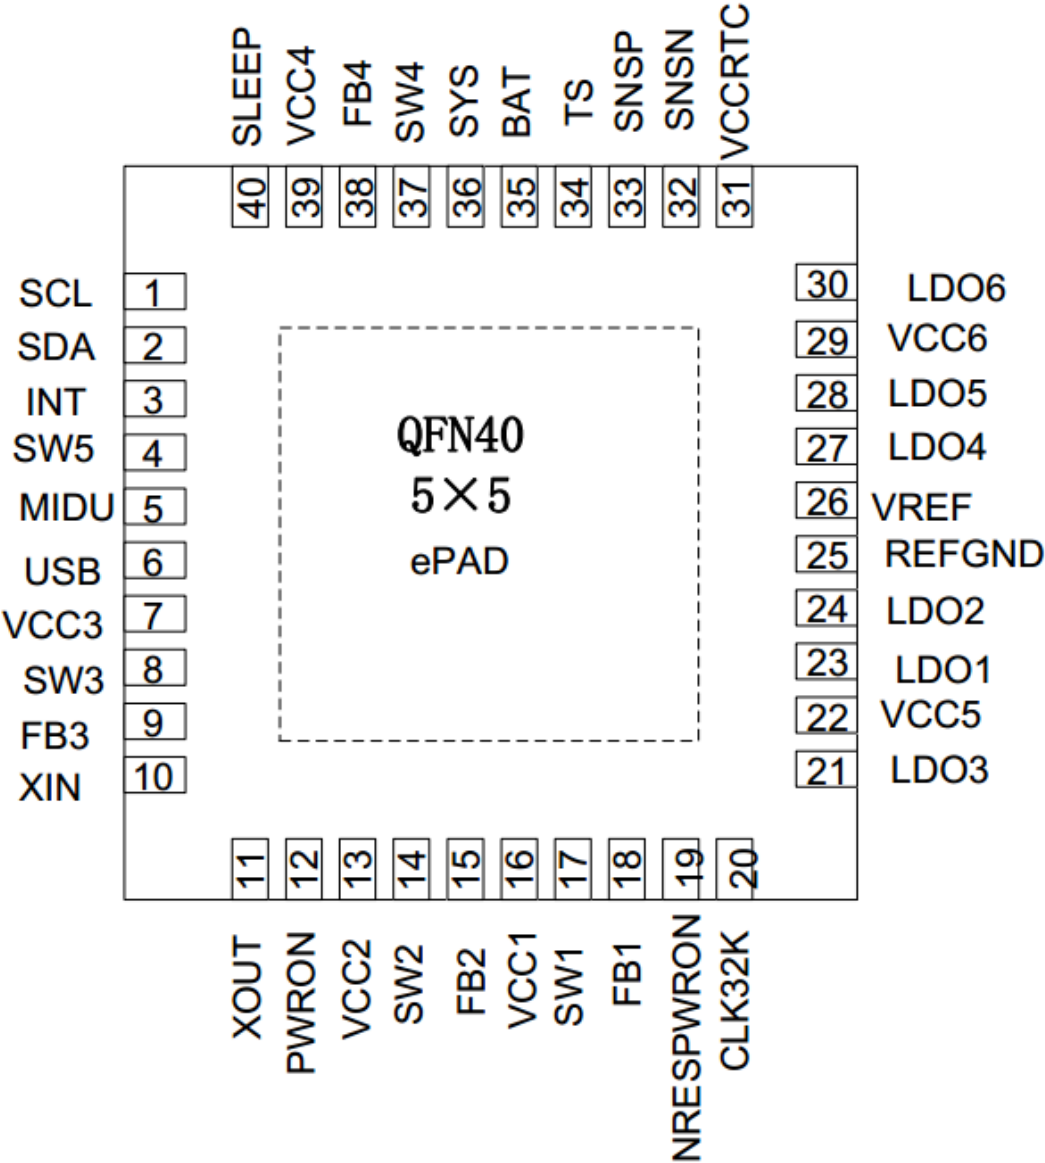 SLEEP
VCC4
FB4
SW4
SYS
BAT
TS
SNSP
SNSN
VCCRTC
40
39
38
37
36
35
34
33
32
31
SCL 1
SDA 2
INT 3
SW5 4
MIDU 5
USB 6
VCC3 7
SW3 8
FB3 9
XIN 10
QFN40
5×5
ePAD
30 LDO6
29 VCC6
28 LDO5
27 LDO4
26 VREF
25 REFGND
24 LDO2
23 LDO1
22 VCC5
21 LDO3
11
12
13
14
15
16
17
18
19
20
XOUT
PWRON
VCC2
SW2
FB2
VCC1
SW1
FB1
NRESPWRON
CLK32K